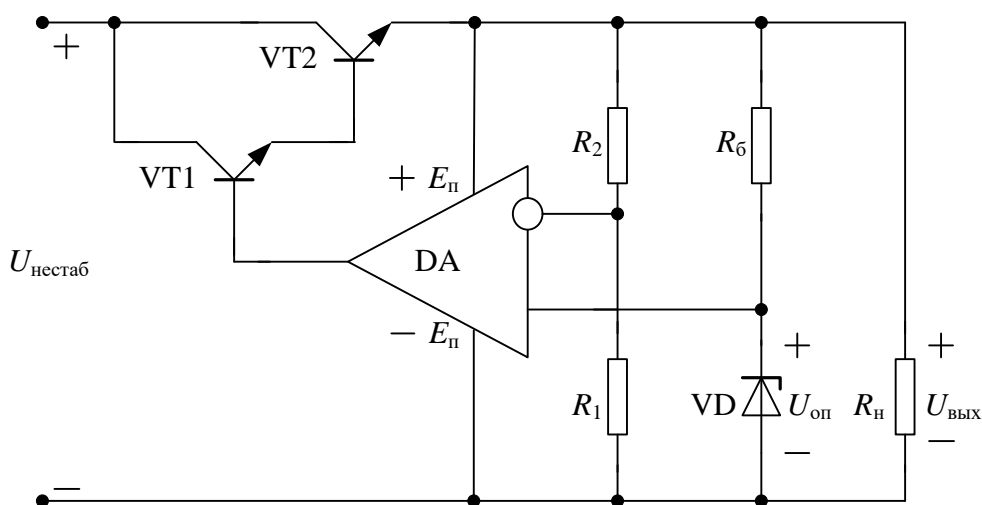 +
VT2
VT1
+ Eп
R2
Rб
DA
Uнестаб
− Eп
R1
VD
+
Uоп
−
Rн
+
Uвых
−
−